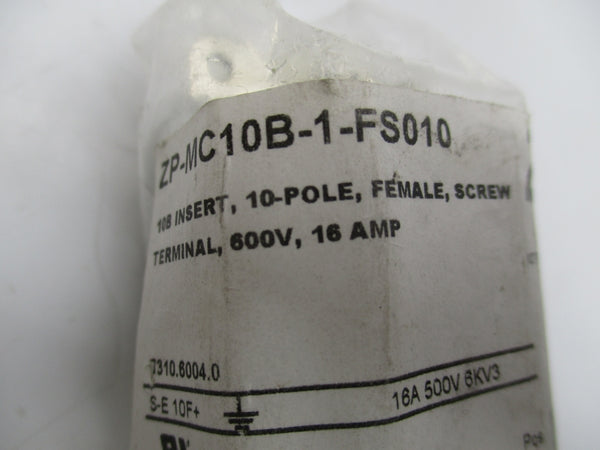 ZP-MC10B-1-FS010
10B INSERT, 10-POLE, FEMALE, SCREW
TERMINAL, 600V, 16 AMP
7310.6004.0
S-E 10F+ 16A 500V 6KV3
Pos